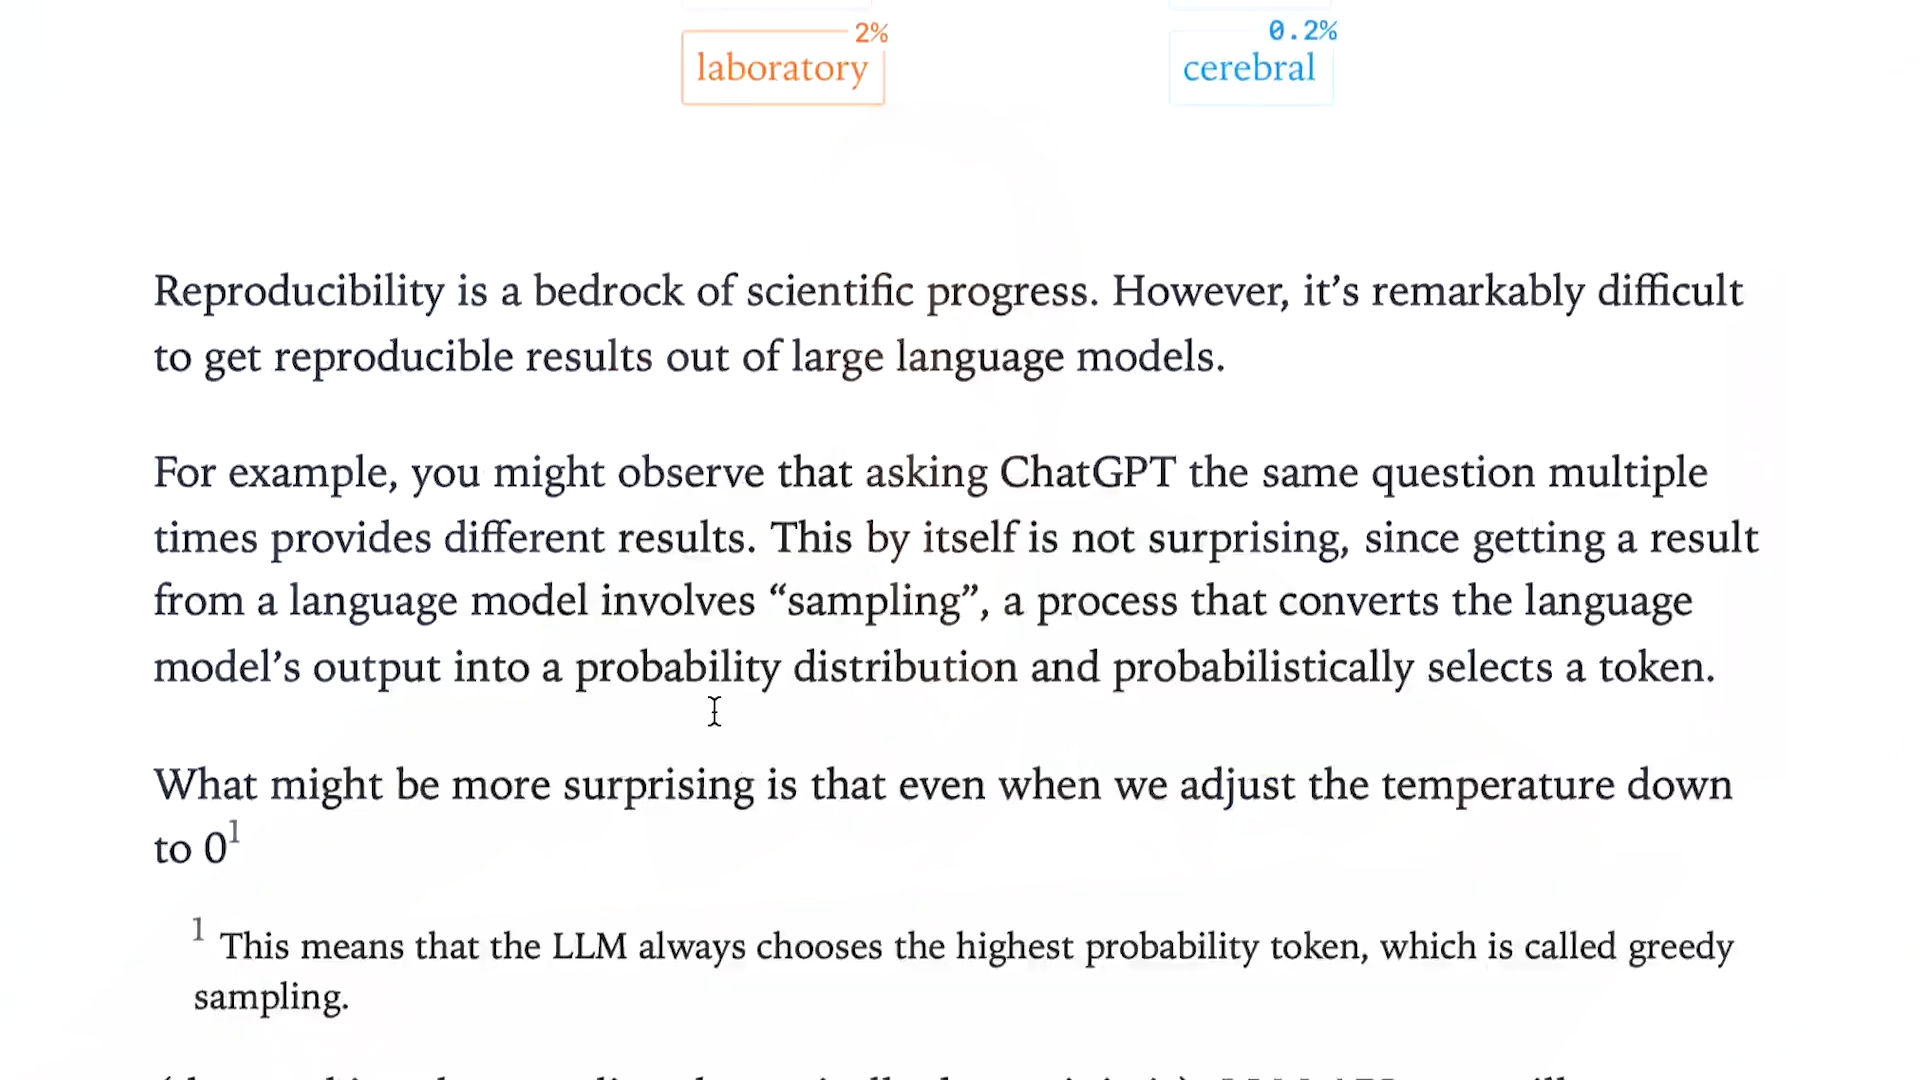 2%
laboratory
0.2%
cerebral
Reproducibility is a bedrock of scientific progress. However, it’s remarkably difficult
to get reproducible results out of large language models.
For example, you might observe that asking ChatGPT the same question multiple
times provides different results. This by itself is not surprising, since getting a result
from a language model involves “sampling”, a process that converts the language
model’s output into a probability distribution and probabilistically selects a token.
What might be more surprising is that even when we adjust the temperature down
to 0¹
¹ This means that the LLM always chooses the highest probability token, which is called greedy
sampling.